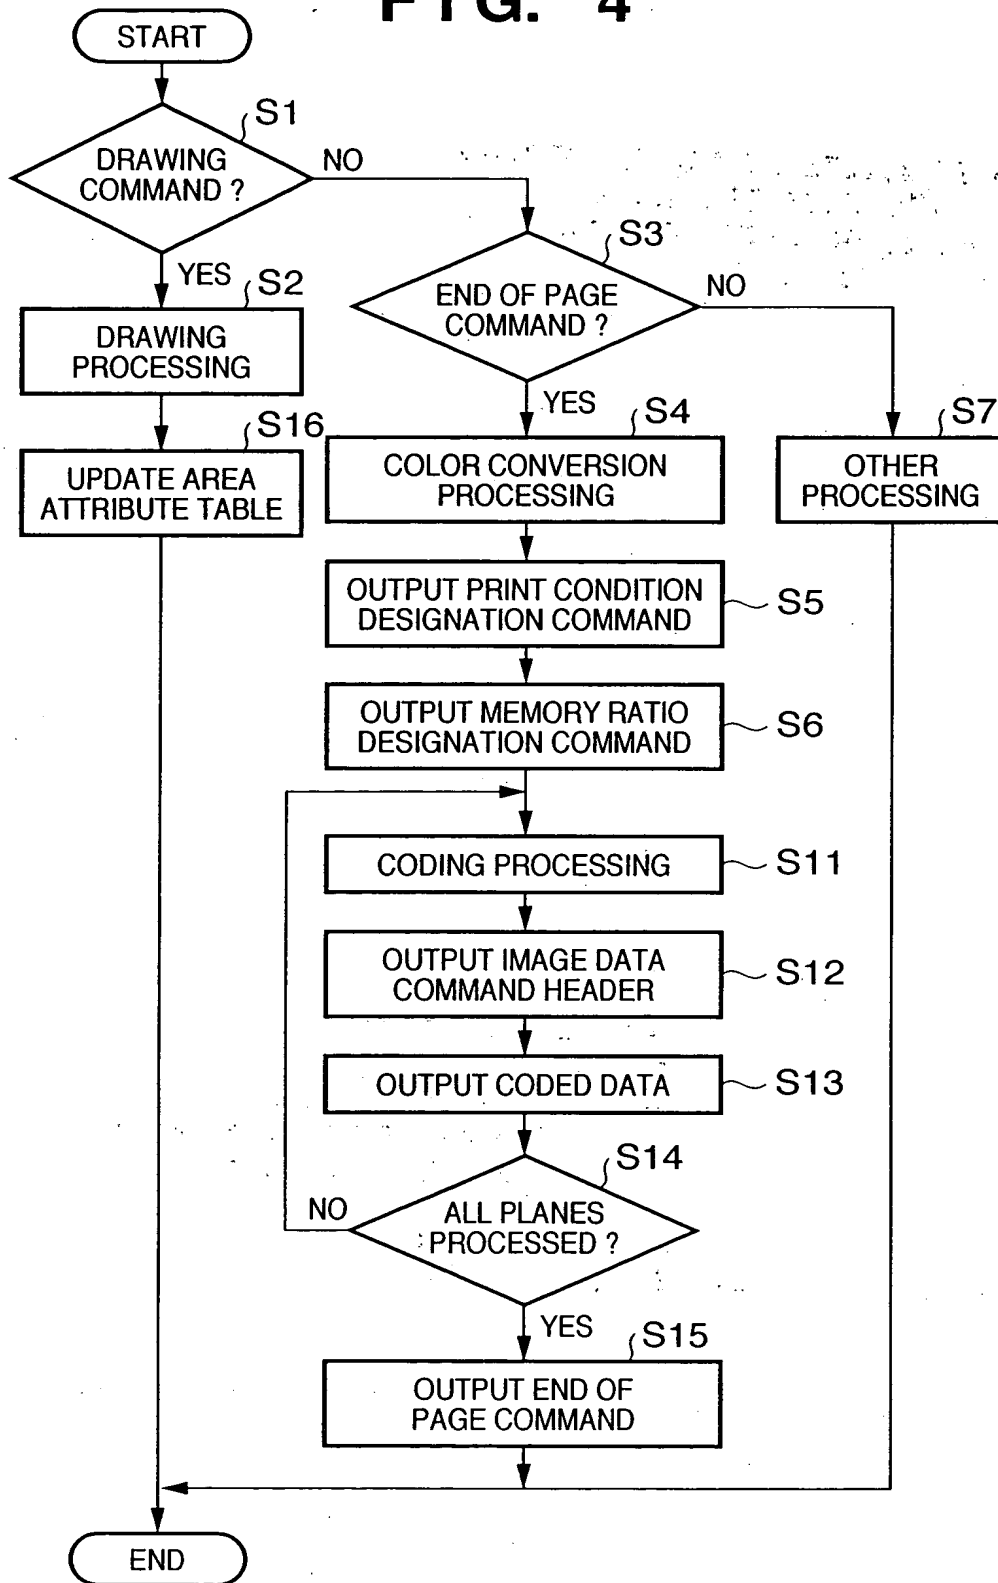 FIG. 4
START
S1
DRAWING
COMMAND ?
NO
YES
S3
END OF PAGE
COMMAND ?
NO
YES
S2
DRAWING
PROCESSING
S16
UPDATE AREA
ATTRIBUTE TABLE
S4
COLOR CONVERSION
PROCESSING
S7
OTHER
PROCESSING
OUTPUT PRINT CONDITION
DESIGNATION COMMAND
S5
OUTPUT MEMORY RATIO
DESIGNATION COMMAND
S6
CODING PROCESSING
S11
OUTPUT IMAGE DATA
COMMAND HEADER
S12
OUTPUT CODED DATA
S13
S14
ALL PLANES
PROCESSED ?
NO
YES
S15
OUTPUT END OF
PAGE COMMAND
END